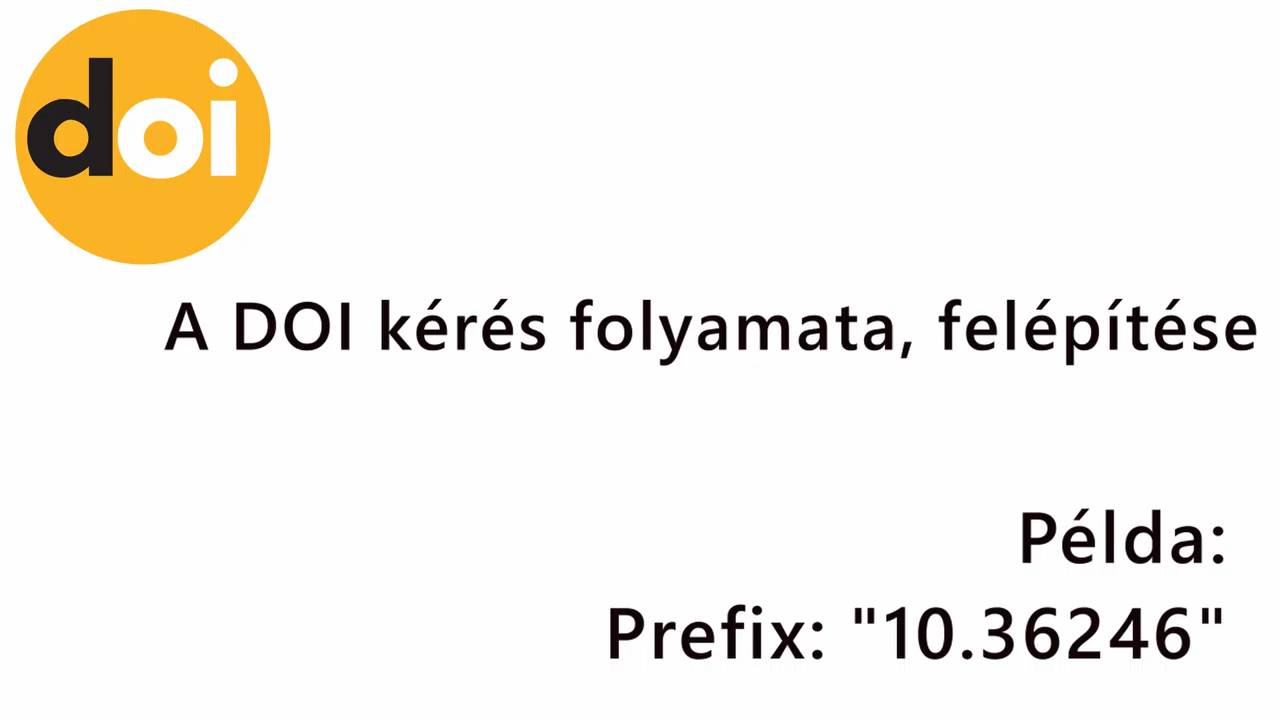 doi
A DOI kérés folyamata, felépítése
Példa:
Prefix: "10.36246"